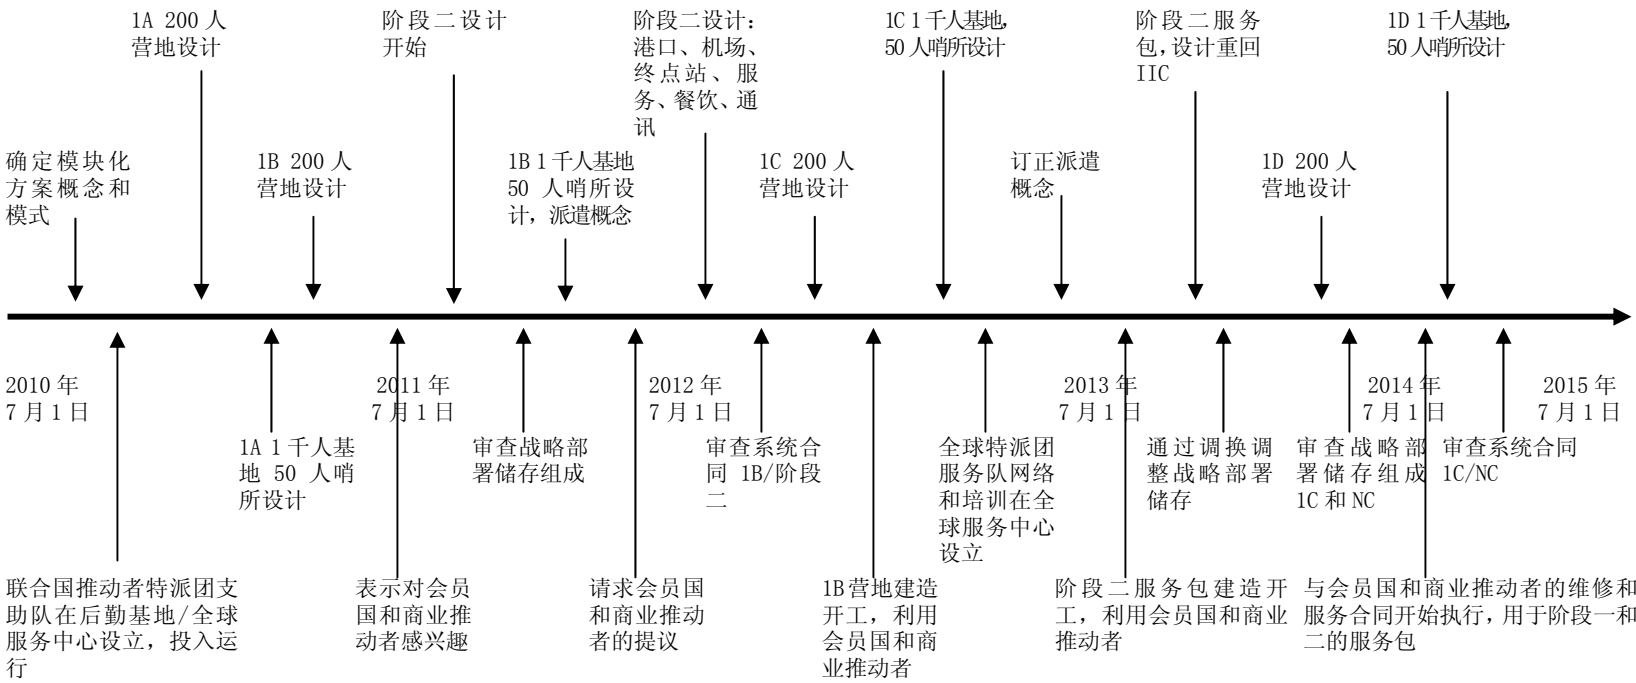 1A 200 人
营地设计
阶段二设计
开始
阶段二设计：
港口、机场、
终点站、服
务、餐饮、通
讯
1C 1 千人基地，
50 人哨所设计
阶段二服务
包，设计重回
IIC
1D 1 千人基地，
50 人哨所设计
确定模块化
方案概念和
模式
1B 200 人
营地设计
1B 1 千人基地
50 人哨所设
计，派遣概念
1C 200 人
营地设计
订正派遣
概念
1D 200 人
营地设计
2010 年
7 月 1 日
2011 年
7 月 1 日
2012 年
7 月 1 日
2013 年
7 月 1 日
2014 年
7 月 1 日
2015 年
7 月 1 日
1A 1 千人基
地 50 人哨
所设计
审查战略部
署储存组成
审查系统合
同 1B/阶段
二
全球特派团
服务队网络
和培训在全
球服务中心
设立
通过调换调
整战略部署
储存
审查战略部
署储存组成
1C 和 NC
审查系统合同
1C/NC
联合国推动者特派团支
助队在后勤基地/全球
服务中心设立，投入运
行
表示对会员
国和商业推
动者感兴趣
请求会员国
和商业推动
者的提议
1B 营地建造
开工，利用
会员国和商
业推动者
阶段二服务包建造开
工，利用会员国和商业
推动者
与会员国和商业推动者的维修和
服务合同开始执行，用于阶段一和
二的服务包